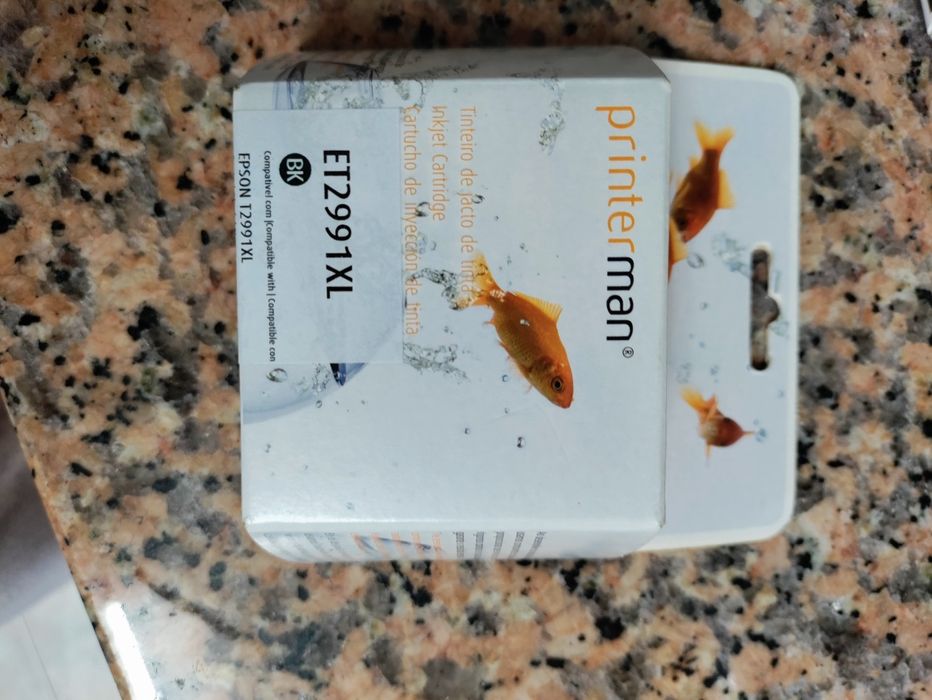 printerman®
Tinteiro de jacto de tinta
Inkjet Cartridge
Cartucho de inyección de tinta
ET2991XL
BK
Compatível com |Compatible with | Compatible con
EPSON T2991XL